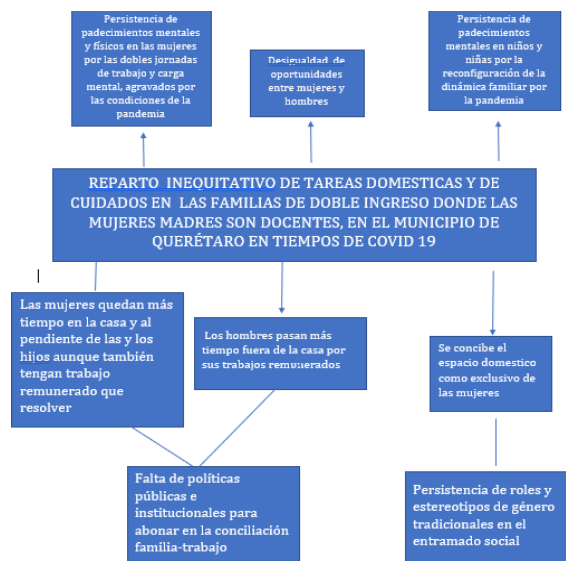 Persistencia de
padecimientos mentales
y físicos en las mujeres
por las dobles jornadas
de trabajo y carga
mental, agravados por
las condiciones de la
pandemia
Desigualdad de
oportunidades
entre mujeres y
hombres
Persistencia de
padecimientos
mentales en niños y
niñas por la
reconfiguración de la
dinámica familiar por
la pandemia
REPARTO INEQUITATIVO DE TAREAS DOMESTICAS Y DE
CUIDADOS EN LAS FAMILIAS DE DOBLE INGRESO DONDE LAS
MUJERES MADRES SON DOCENTES, EN EL MUNICIPIO DE
QUERÉTARO EN TIEMPOS DE COVID 19
Las mujeres quedan más
tiempo en la casa y al
pendiente de las y los
hijos aunque también
tengan trabajo
remunerado que
resolver
Los hombres pasan más
tiempo fuera de la casa por
sus trabajos remunerados
Se concibe el
espacio domestico
como exclusivo de
las mujeres
Falta de políticas
públicas e
institucionales para
abonar en la conciliación
familia-trabajo
Persistencia de roles y
estereotipos de género
tradicionales en el
entramado social